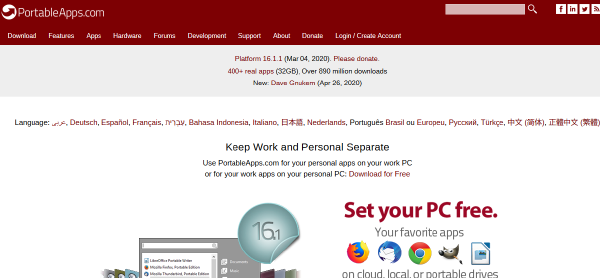 PortableApps.com
Download Features Apps Hardware Forums Development Support About Donate Login / Create Account
Platform 16.1.1 (Mar 04, 2020). Please donate.
400+ real apps (32GB), Over 890 million downloads
New: Dave Gnukem (Apr 26, 2020)
Language: عربي, Deutsch, Español, Français, עברית, Bahasa Indonesia, Italiano, 日本語, Nederlands, Português Brasil ou Europeu, Русский, Türkçe, 中文 (简体), 正體中文 (繁體)
Keep Work and Personal Separate
Use PortableApps.com for your personal apps on your work PC
or for your work apps on your personal PC: Download for Free
Set your PC free.
Your favorite apps
16.1
LibreOffice Portable Writer
Mozilla Firefox, Portable Edition
Mozilla Thunderbird, Portable Edition
Documents
Music
on cloud, local, or portable drives